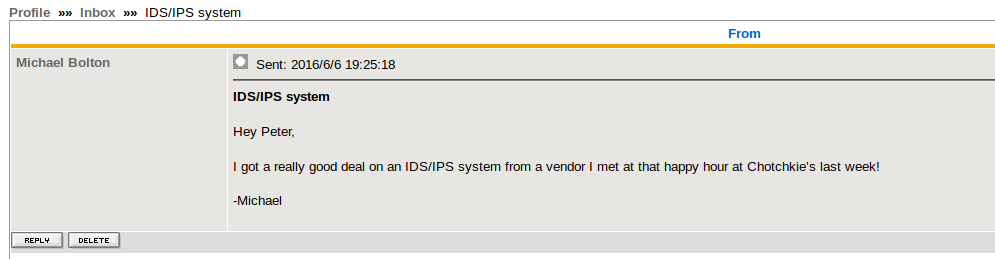 Profile »» Inbox »» IDS/IPS system
From
Michael Bolton
Sent: 2016/6/6 19:25:18
IDS/IPS system
Hey Peter,
I got a really good deal on an IDS/IPS system from a vendor I met at that happy hour at Chotchkie's last week!
-Michael
REPLY DELETE